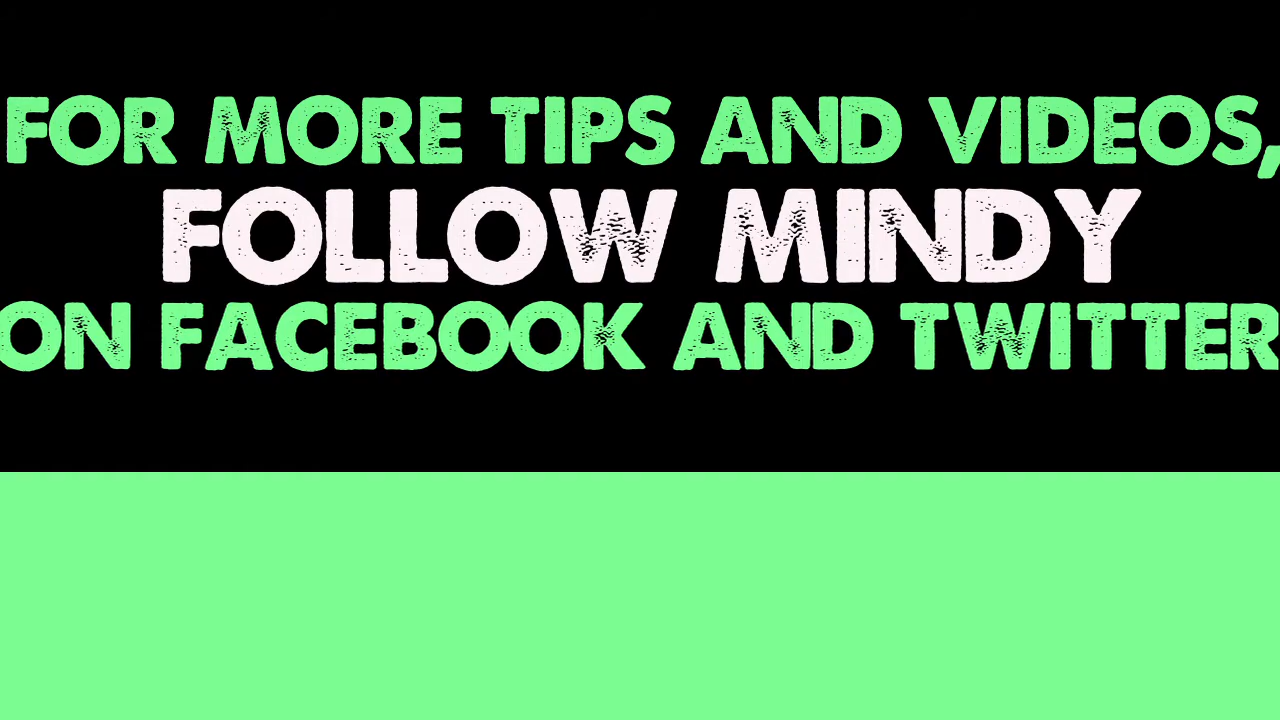 FOR MORE TIPS AND VIDEOS,
FOLLOW MINDY
ON FACEBOOK AND TWITTER